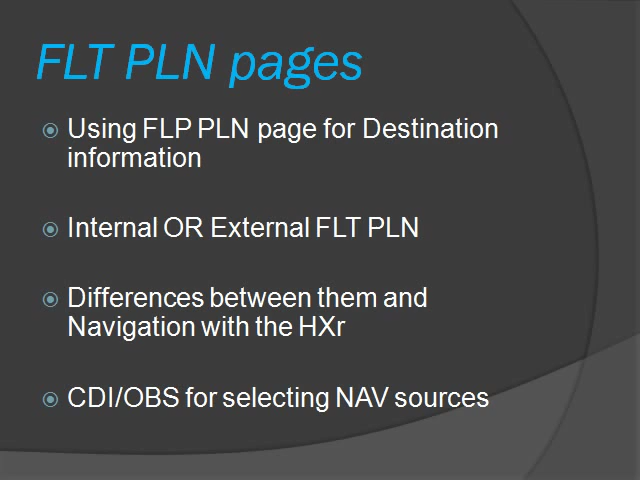 FLT PLN pages
Using FLP PLN page for Destination
information
Internal OR External FLT PLN
Differences between them and
Navigation with the HXr
CDI/OBS for selecting NAV sources